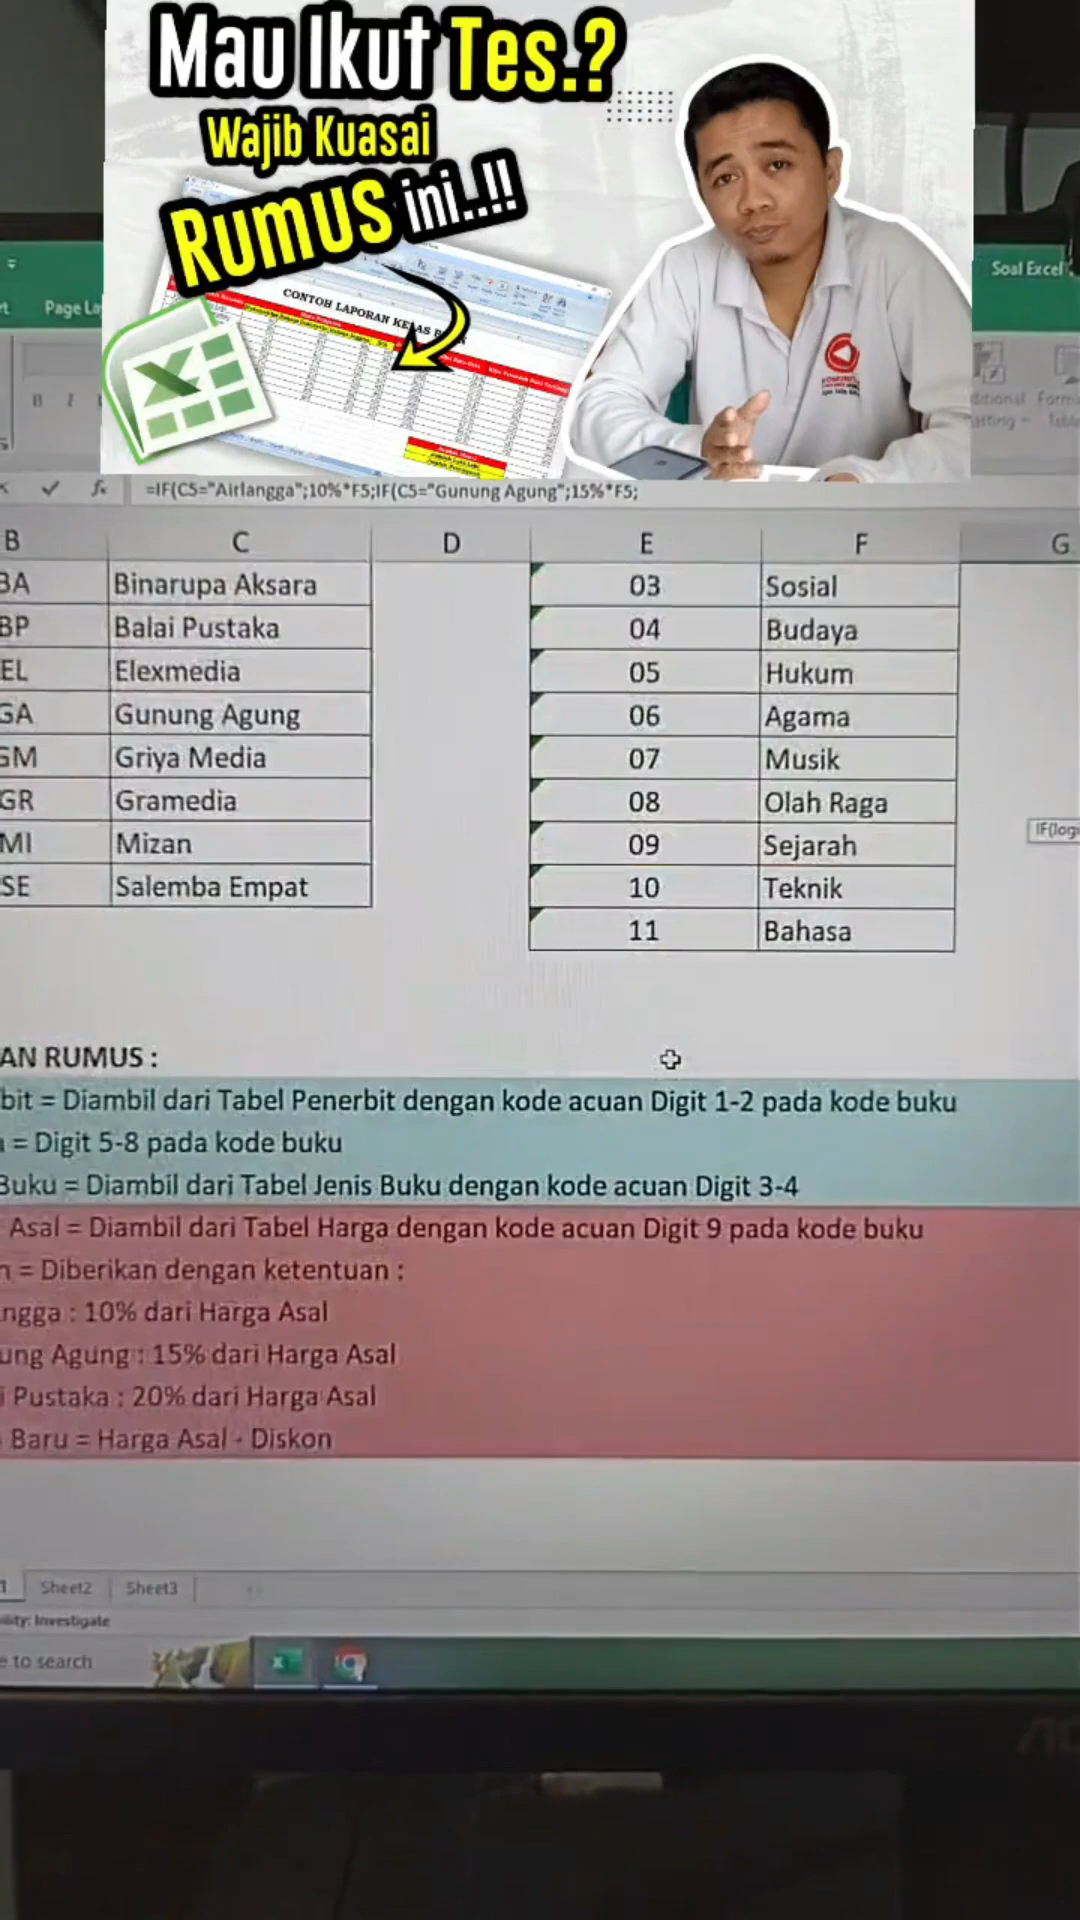 Mau Ikut Tes.?
Wajib Kuasai
Rumus ini..!!
CONTOH LAPORAN KELAS
Soal Excel
Page La
B I
=IF(C5="Airlangga";10%*F5;IF(C5="Gunung Agung";15%*F5;
B C D E F G
BA Binarupa Aksara 03 Sosial
BP Balai Pustaka 04 Budaya
EL Elexmedia 05 Hukum
GA Gunung Agung 06 Agama
GM Griya Media 07 Musik
GR Gramedia 08 Olah Raga
IF(logi
MI Mizan 09 Sejarah
SE Salemba Empat 10 Teknik
11 Bahasa
AN RUMUS :
bit = Diambil dari Tabel Penerbit dengan kode acuan Digit 1-2 pada kode buku
= Digit 5-8 pada kode buku
Buku = Diambil dari Tabel Jenis Buku dengan kode acuan Digit 3-4
Asal = Diambil dari Tabel Harga dengan kode acuan Digit 9 pada kode buku
n = Diberikan dengan ketentuan :
ngga : 10% dari Harga Asal
ung Agung : 15% dari Harga Asal
i Pustaka : 20% dari Harga Asal
Baru = Harga Asal - Diskon
1 Sheet2 Sheet3
ility: Investigate
e to search